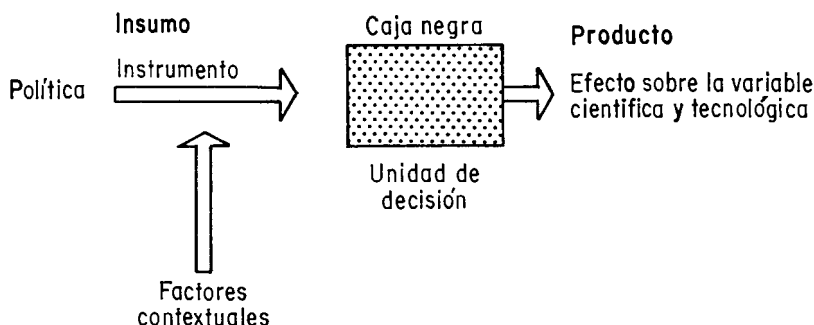 Insumo
Caja negra
Producto
Política
Instrumento
Efecto sobre la variable
científica y tecnológica
Unidad de
decisión
Factores
contextuales